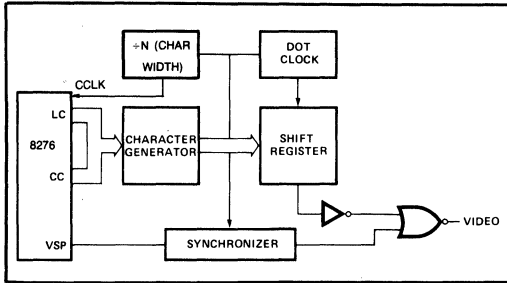 ÷N (CHAR
WIDTH)
DOT
CLOCK
CCLK
LC
8276
CC
VSP
CHARACTER
GENERATOR
SHIFT
REGISTER
SYNCHRONIZER
VIDEO